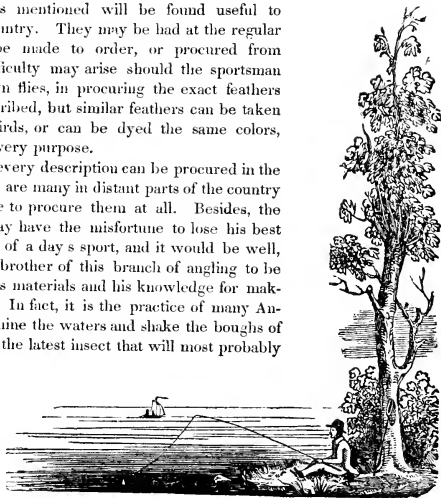 s mentioned will be found useful to
ntry. They may be had at the regular
be made to order, or procured from
iculty may arise should the sportsman
n flies, in procuring the exact feathers
ribed, but similar feathers can be taken
irds, or can be dyed the same colors,
very purpose.
every description can be procured in the
are many in distant parts of the country
e to procure them at all. Besides, the
ay have the misfortune to lose his best
of a day s sport, and it would be well,
brother of this branch of angling to be
s materials and his knowledge for mak-
In fact, it is the practice of many An-
nine the waters and shake the boughs of
the latest insect that will most probably